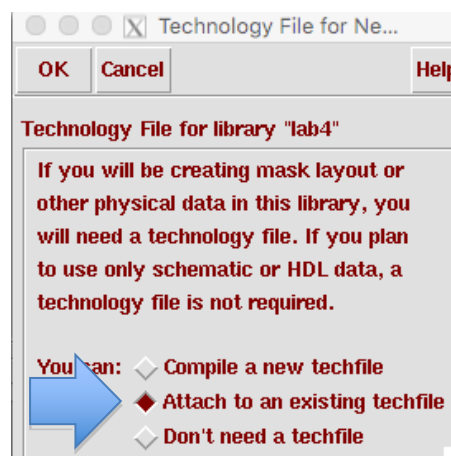 Technology File for Ne...
OK Cancel Help
Technology File for library "lab4"
If you will be creating mask layout or
other physical data in this library, you
will need a technology file. If you plan
to use only schematic or HDL data, a
technology file is not required.
You can: Compile a new techfile
Attach to an existing techfile
Don't need a techfile